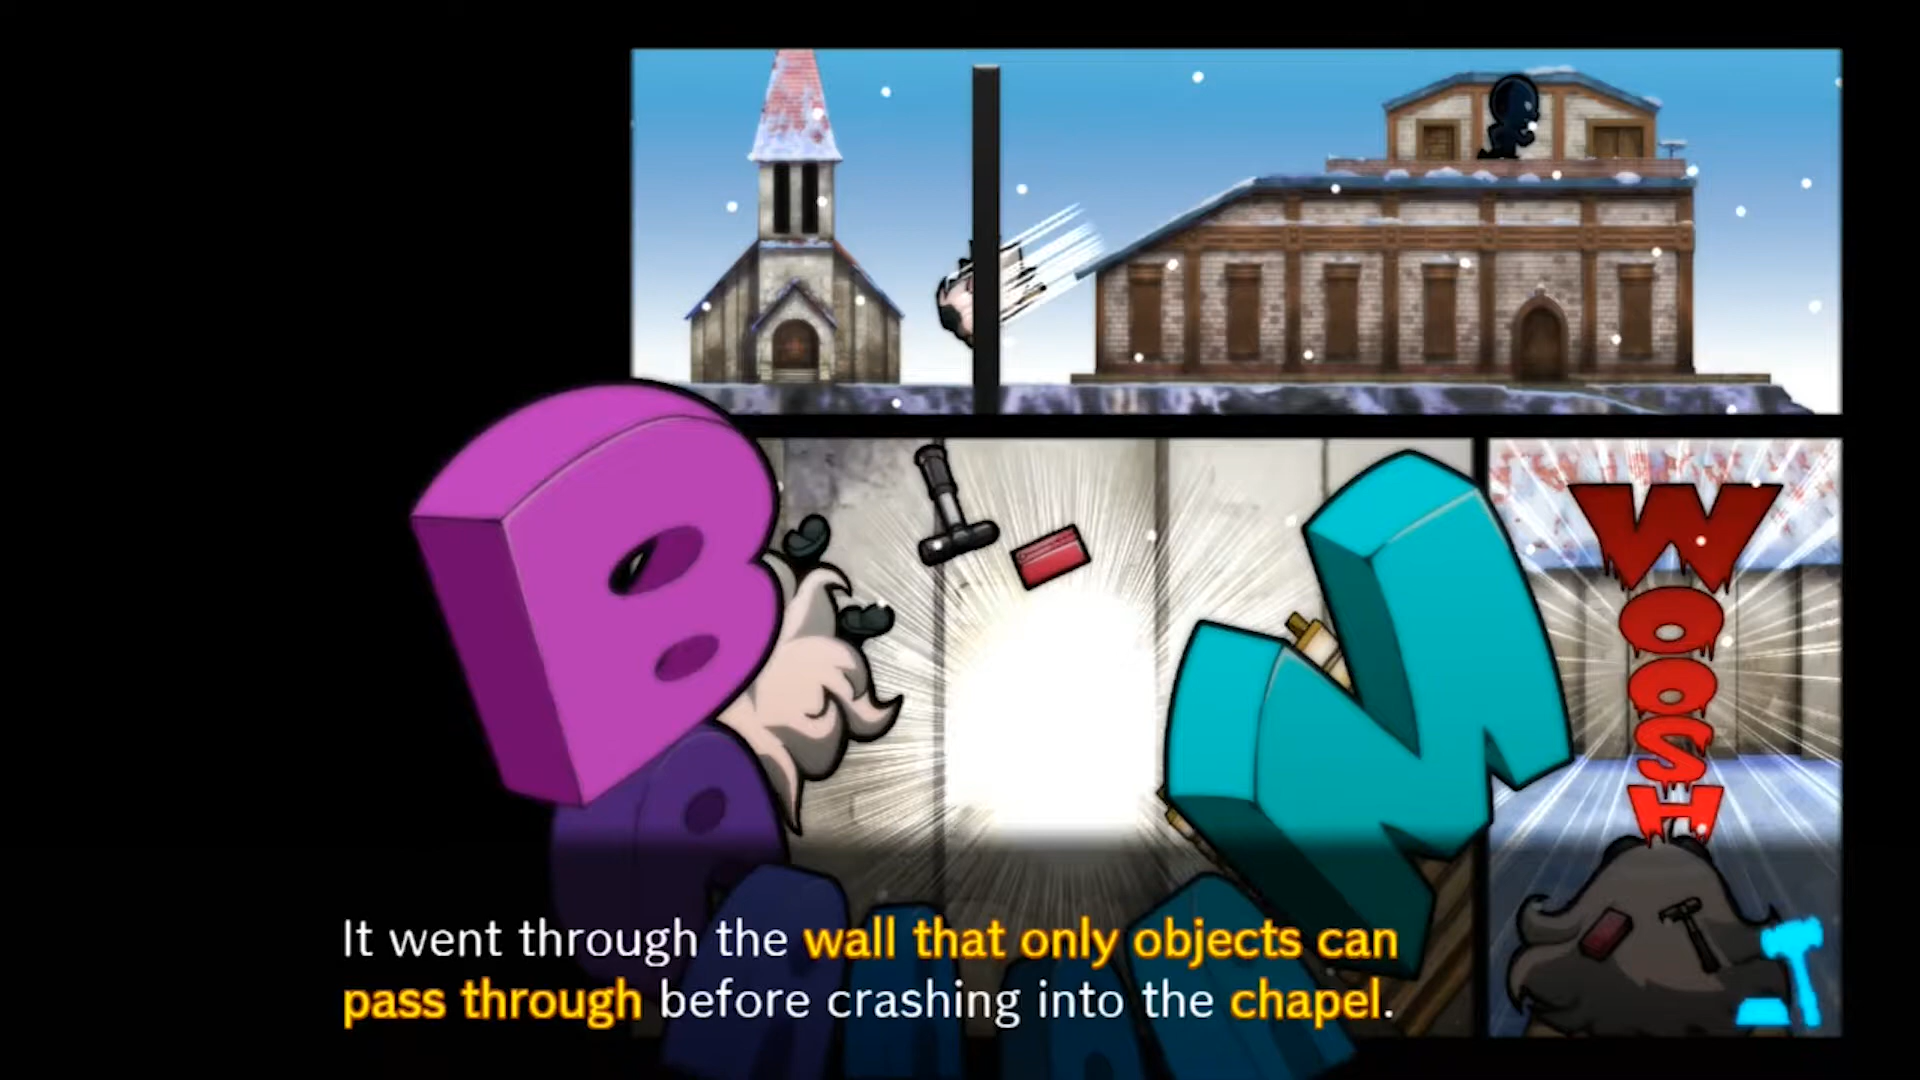 WOOSH
It went through the wall that only objects can
pass through before crashing into the chapel.